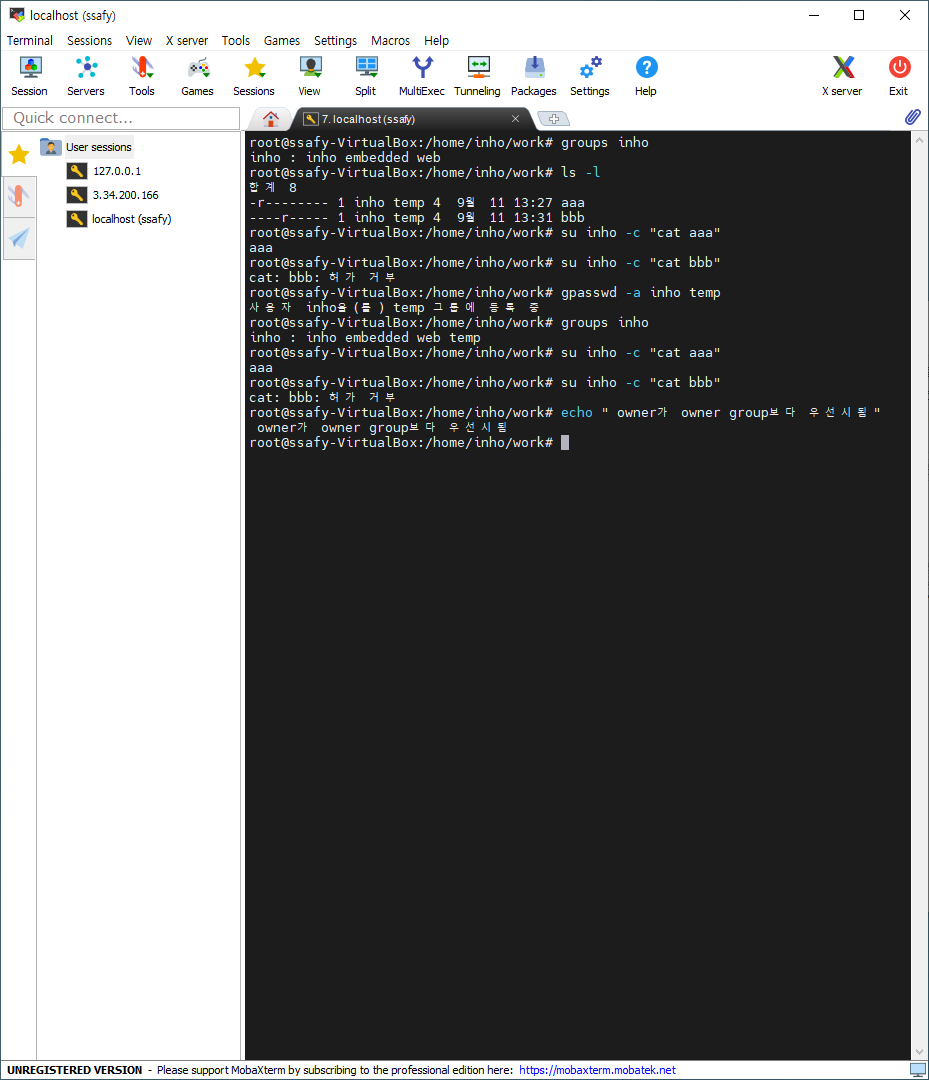 localhost (ssafy)
Terminal Sessions View X server Tools Games Settings Macros Help
Session Servers Tools Games Sessions View Split MultiExec Tunneling Packages Settings Help X server Exit
Quick connect...
7. localhost (ssafy)
User sessions
127.0.0.1
3.34.200.166
localhost (ssafy)
root@ssafy-VirtualBox:/home/inho/work# groups inho
inho : inho embedded web
root@ssafy-VirtualBox:/home/inho/work# ls -l
합계 8
-r-------- 1 inho temp 4  9월  11 13:27 aaa
----r----- 1 inho temp 4  9월  11 13:31 bbb
root@ssafy-VirtualBox:/home/inho/work# su inho -c "cat aaa"
aaa
root@ssafy-VirtualBox:/home/inho/work# su inho -c "cat bbb"
cat: bbb: 허가 거부
root@ssafy-VirtualBox:/home/inho/work# gpasswd -a inho temp
사용자 inho을(를) temp 그룹에 등록 중
root@ssafy-VirtualBox:/home/inho/work# groups inho
inho : inho embedded web temp
root@ssafy-VirtualBox:/home/inho/work# su inho -c "cat aaa"
aaa
root@ssafy-VirtualBox:/home/inho/work# su inho -c "cat bbb"
cat: bbb: 허가 거부
root@ssafy-VirtualBox:/home/inho/work# echo " owner가 owner group보다 우선시됨"
owner가 owner group보다 우선시됨
root@ssafy-VirtualBox:/home/inho/work#
UNREGISTERED VERSION - Please support MobaXterm by subscribing to the professional edition here: https://mobaxterm.mobatek.net